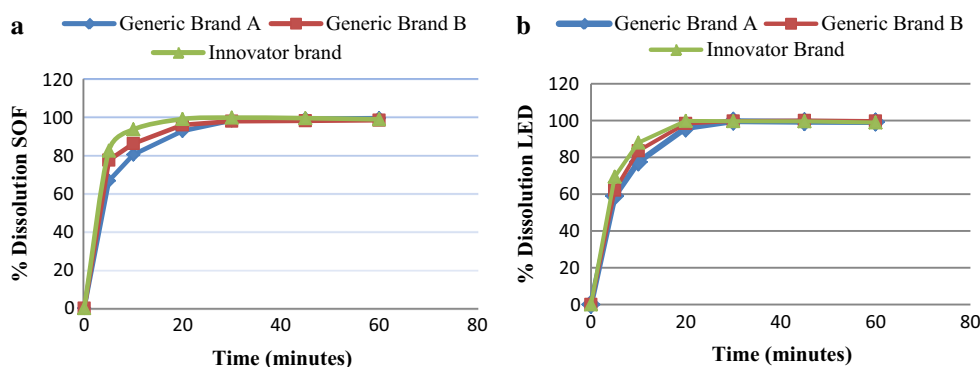 a
Generic Brand A Generic Brand B
Innovator brand
120
100
80
60
40
20
0
0 20 40 60 80
% Dissolution SOF
Time (minutes)
b
Generic Brand A Generic Brand B
Innovator Brand
120
100
80
60
40
20
0
0 20 40 60 80
% Dissolution LED
Time (minutes)